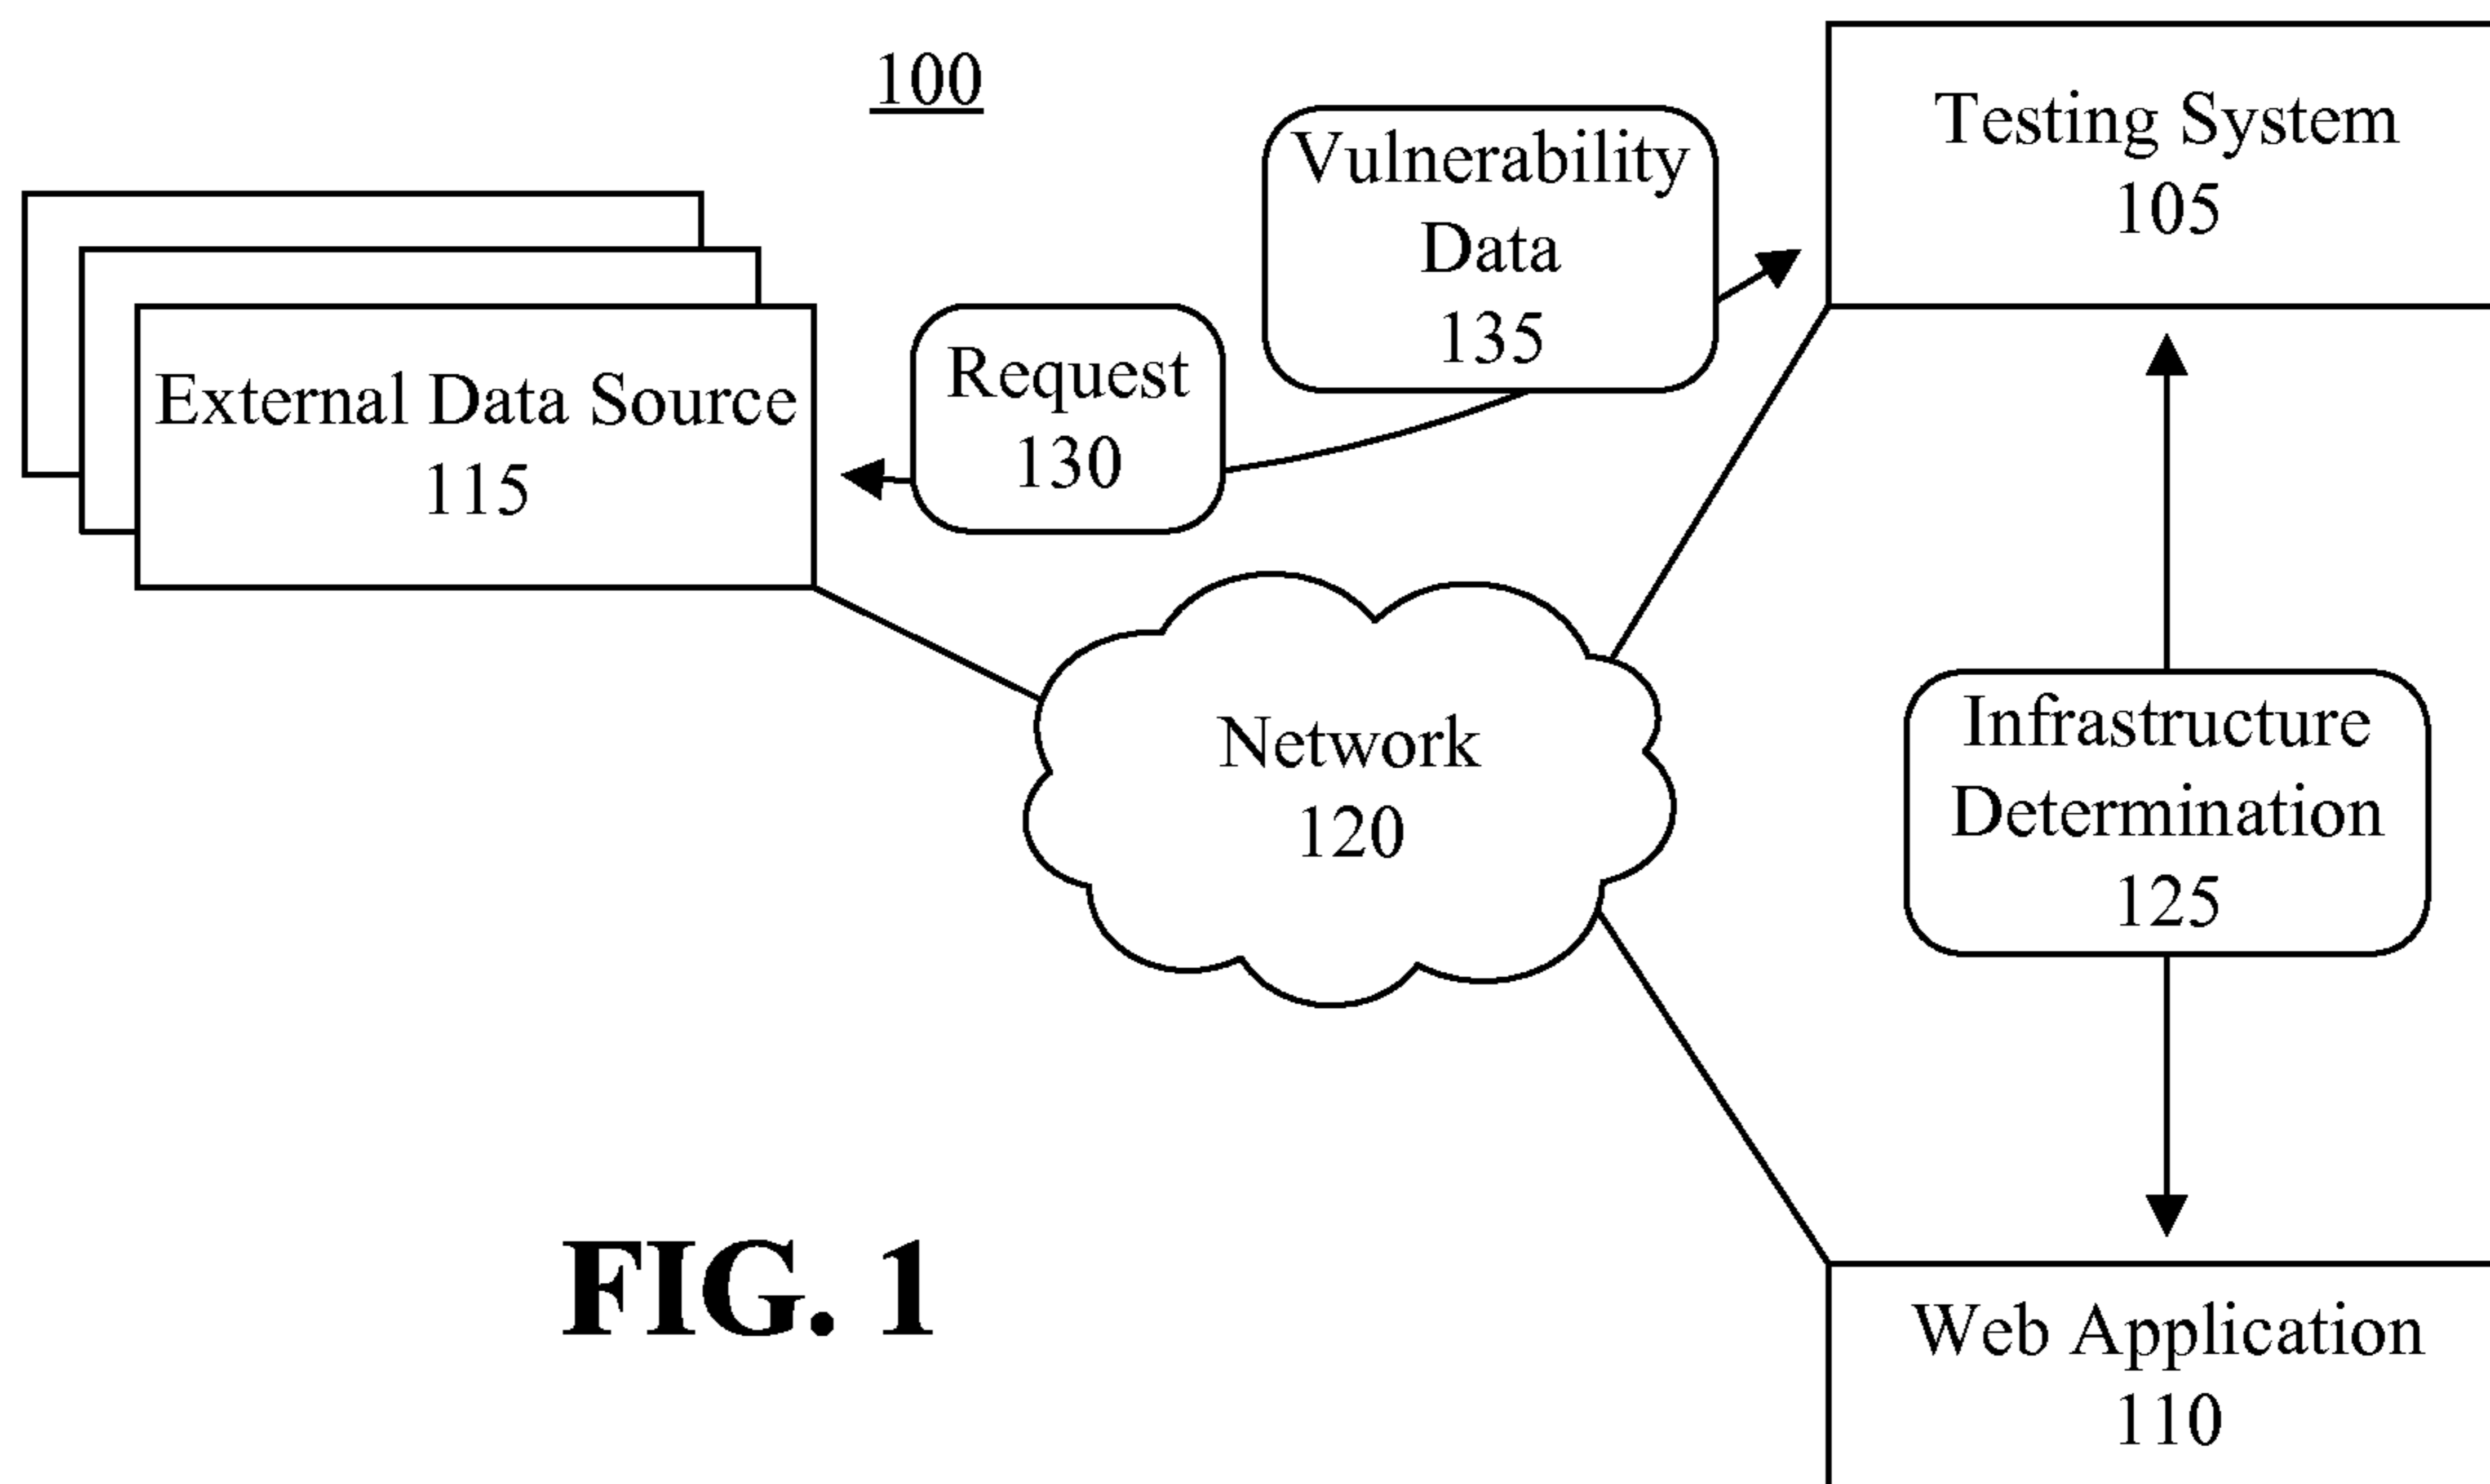 100
Testing System
105
Vulnerability
Data
135
External Data Source
115
Request
130
Network
120
Infrastructure
Determination
125
FIG. 1
Web Application
110